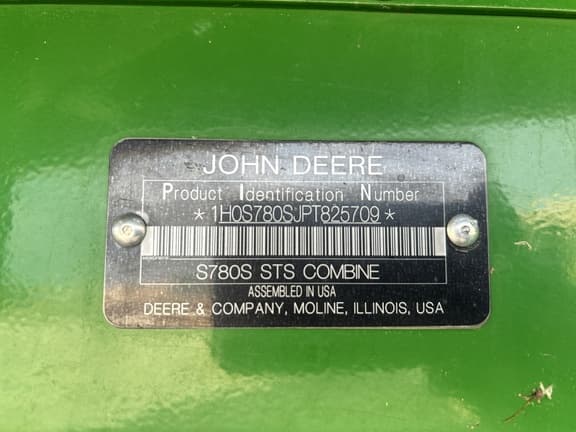 JOHN DEERE
Product Identification Number
*1H0S780SJPT825709*
S780S STS COMBINE
ASSEMBLED IN USA
DEERE & COMPANY, MOLINE, ILLINOIS, USA